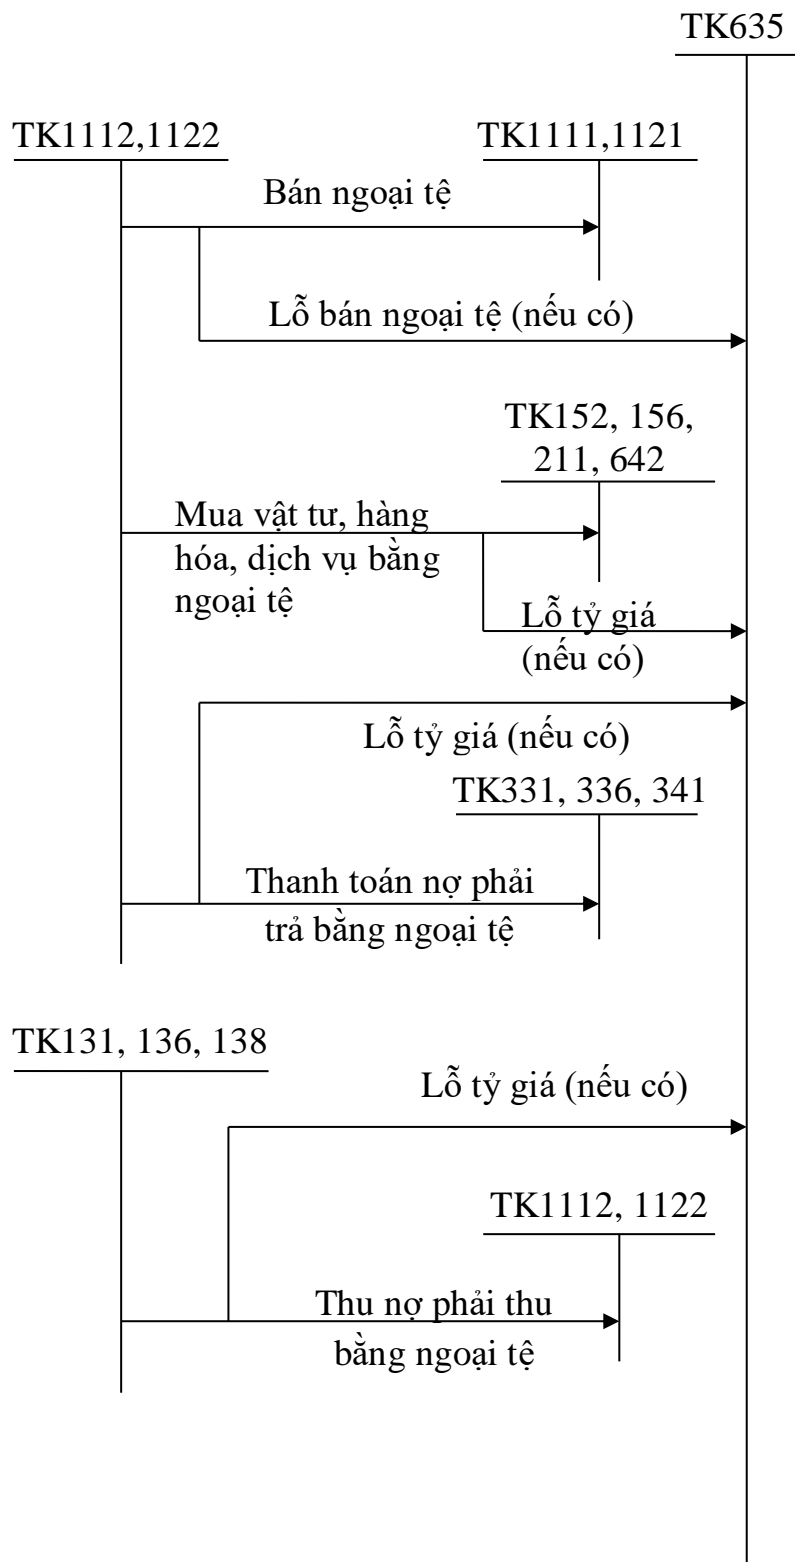 TK635
TK1112,1122
TK1111,1121
Bán ngoại tệ
Lỗ bán ngoại tệ (nếu có)
TK152, 156,
211, 642
Mua vật tư, hàng
hóa, dịch vụ bằng
ngoại tệ
Lỗ tỷ giá
(nếu có)
Lỗ tỷ giá (nếu có)
TK331, 336, 341
Thanh toán nợ phải
trả bằng ngoại tệ
TK131, 136, 138
Lỗ tỷ giá (nếu có)
TK1112, 1122
Thu nợ phải thu
bằng ngoại tệ